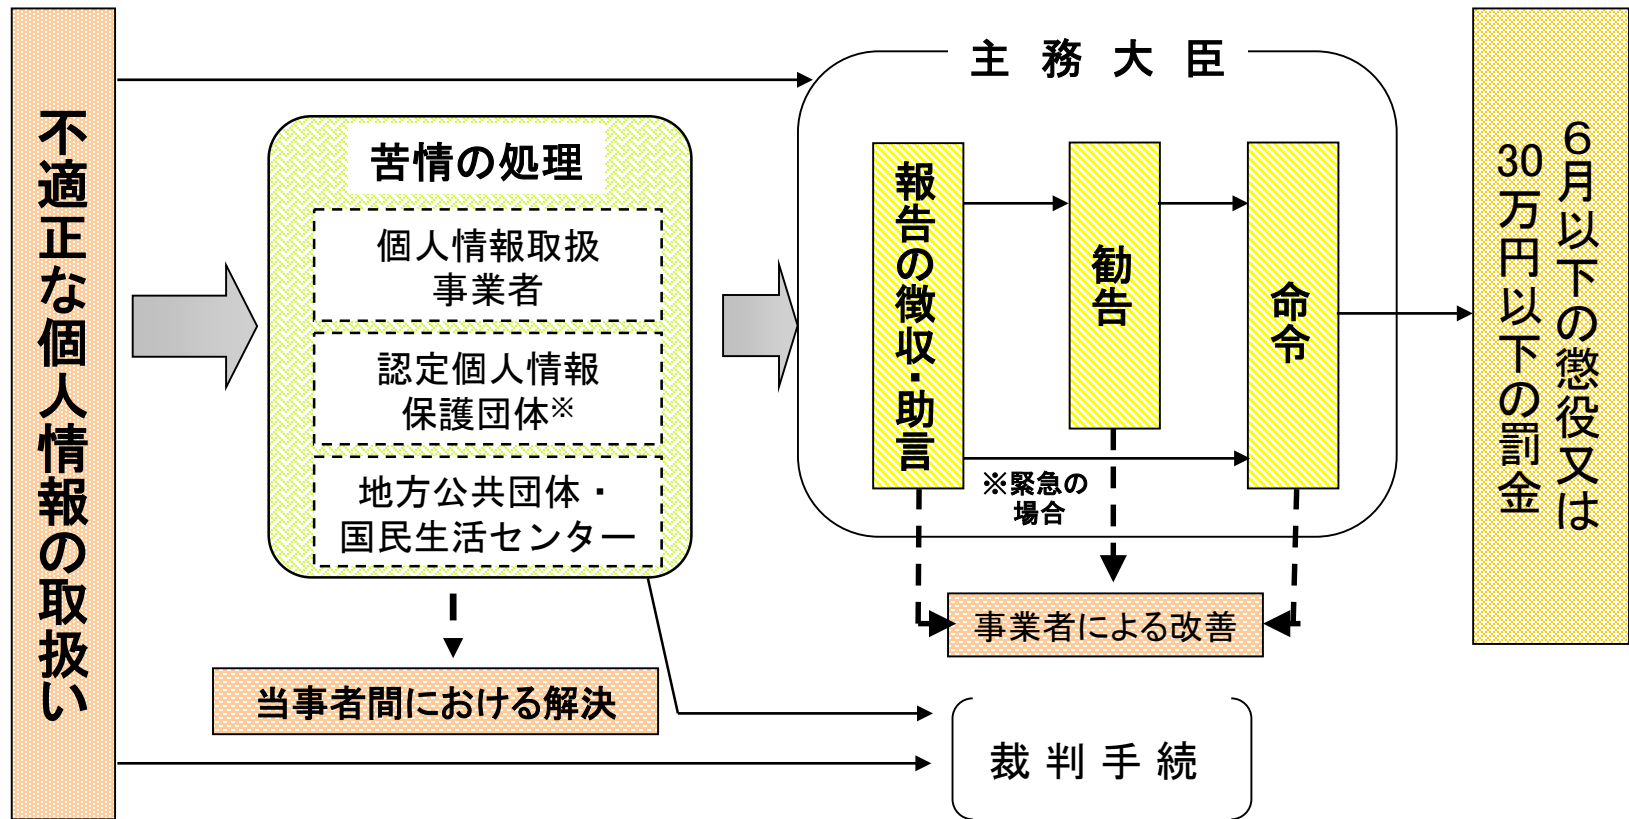 不適正な個人情報の取扱い
苦情の処理
個人情報取扱
事業者
認定個人情報
保護団体※
地方公共団体・
国民生活センター
当事者間における解決
主務大臣
報告の徴収・助言
勧告
命令
※緊急の
場合
事業者による改善
裁判手続
６月以下の懲役又は
30万円以下の罰金